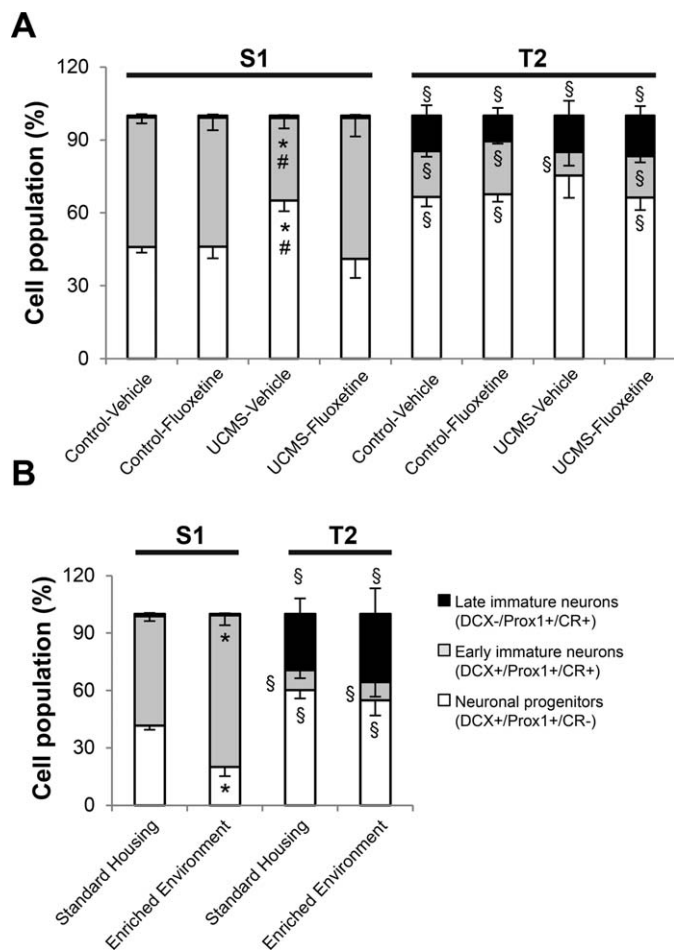 A
S1 T2
120
90
60
30
0
Cell population (%)
§ § § §
*
#
§ § § §
*
#
§ § §
Control-Vehicle
Control-Fluoxetine
UCMS-Vehicle
UCMS-Fluoxetine
Control-Vehicle
Control-Fluoxetine
UCMS-Vehicle
UCMS-Fluoxetine
B
S1 T2
120
90
60
30
0
Cell population (%)
§ §
*
§ §
§ §
*
Standard Housing
Enriched Environment
Standard Housing
Enriched Environment
Late immature neurons
(DCX-/Prox1+/CR+)
Early immature neurons
(DCX+/Prox1+/CR+)
Neuronal progenitors
(DCX+/Prox1+/CR-)